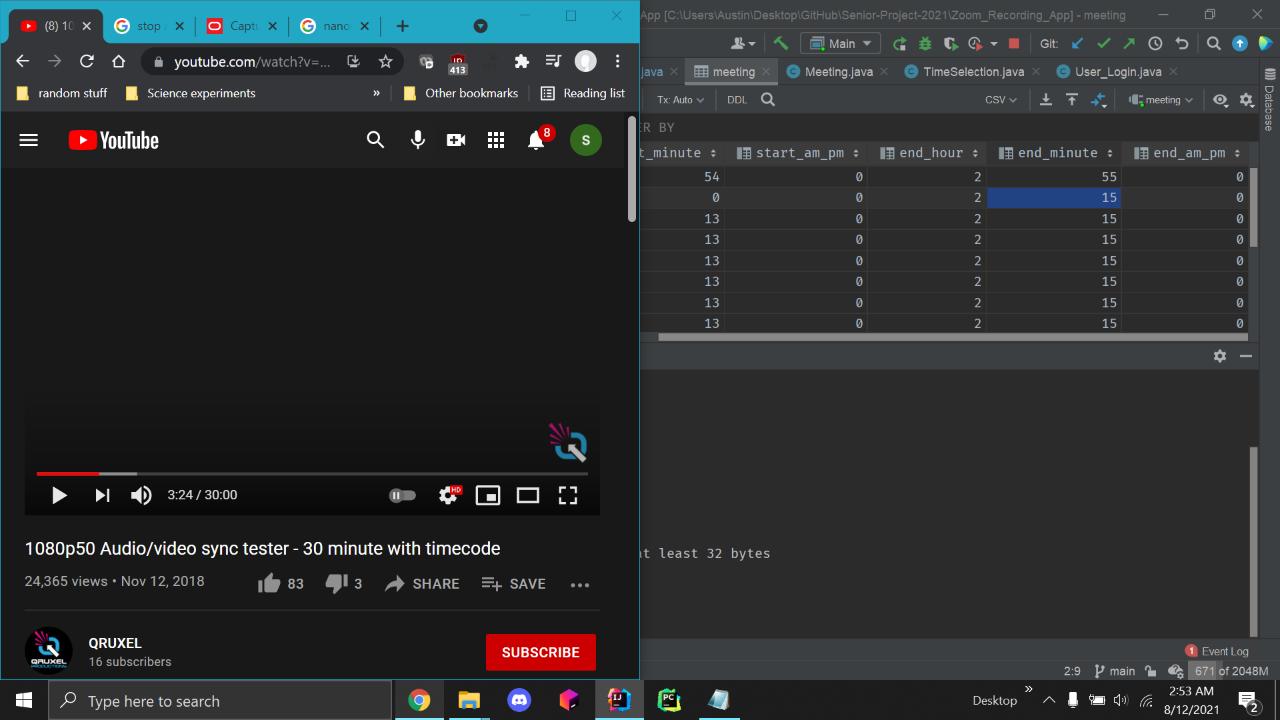 (8) 10
stop
Captu
nano
413
youtube.com/watch?v=...
random stuff
Science experiments
»
Other bookmarks
Reading list
YouTube
8
S
3:24 / 30:00
HD
1080p50 Audio/video sync tester - 30 minute with timecode
24,365 views • Nov 12, 2018
83
3
SHARE
SAVE
QRUXEL
QRUXEL
PRODUCTIONS
16 subscribers
SUBSCRIBE
App [C:\Users\Austin\Desktop\GitHub\Senior-Project-2021\Zoom_Recording_App] - meeting
Main
Git:
java
meeting
Meeting.java
TimeSelection.java
User_Login.java
Tx: Auto
DDL
CSV
meeting
Database
ER BY
t_minute start_am_pm end_hour end_minute end_am_pm
54 0 2 55 0
0 0 2 15 0
13 0 2 15 0
13 0 2 15 0
13 0 2 15 0
13 0 2 15 0
13 0 2 15 0
13 0 2 15 0
at least 32 bytes
1 Event Log
2:9
main
671 of 2048M
Type here to search
IJ
PC
Desktop
»
2:53 AM
8/12/2021
2